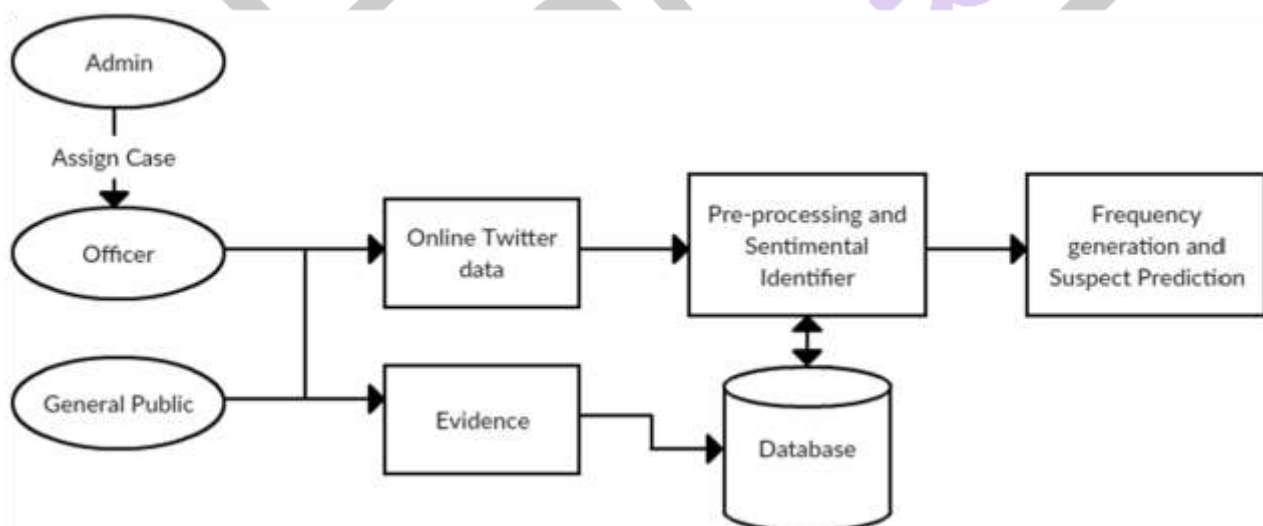 Admin
Assign Case
Officer
General Public
Online Twitter
data
Evidence
Pre-processing and
Sentimental
Identifier
Database
Frequency
generation and
Suspect Prediction